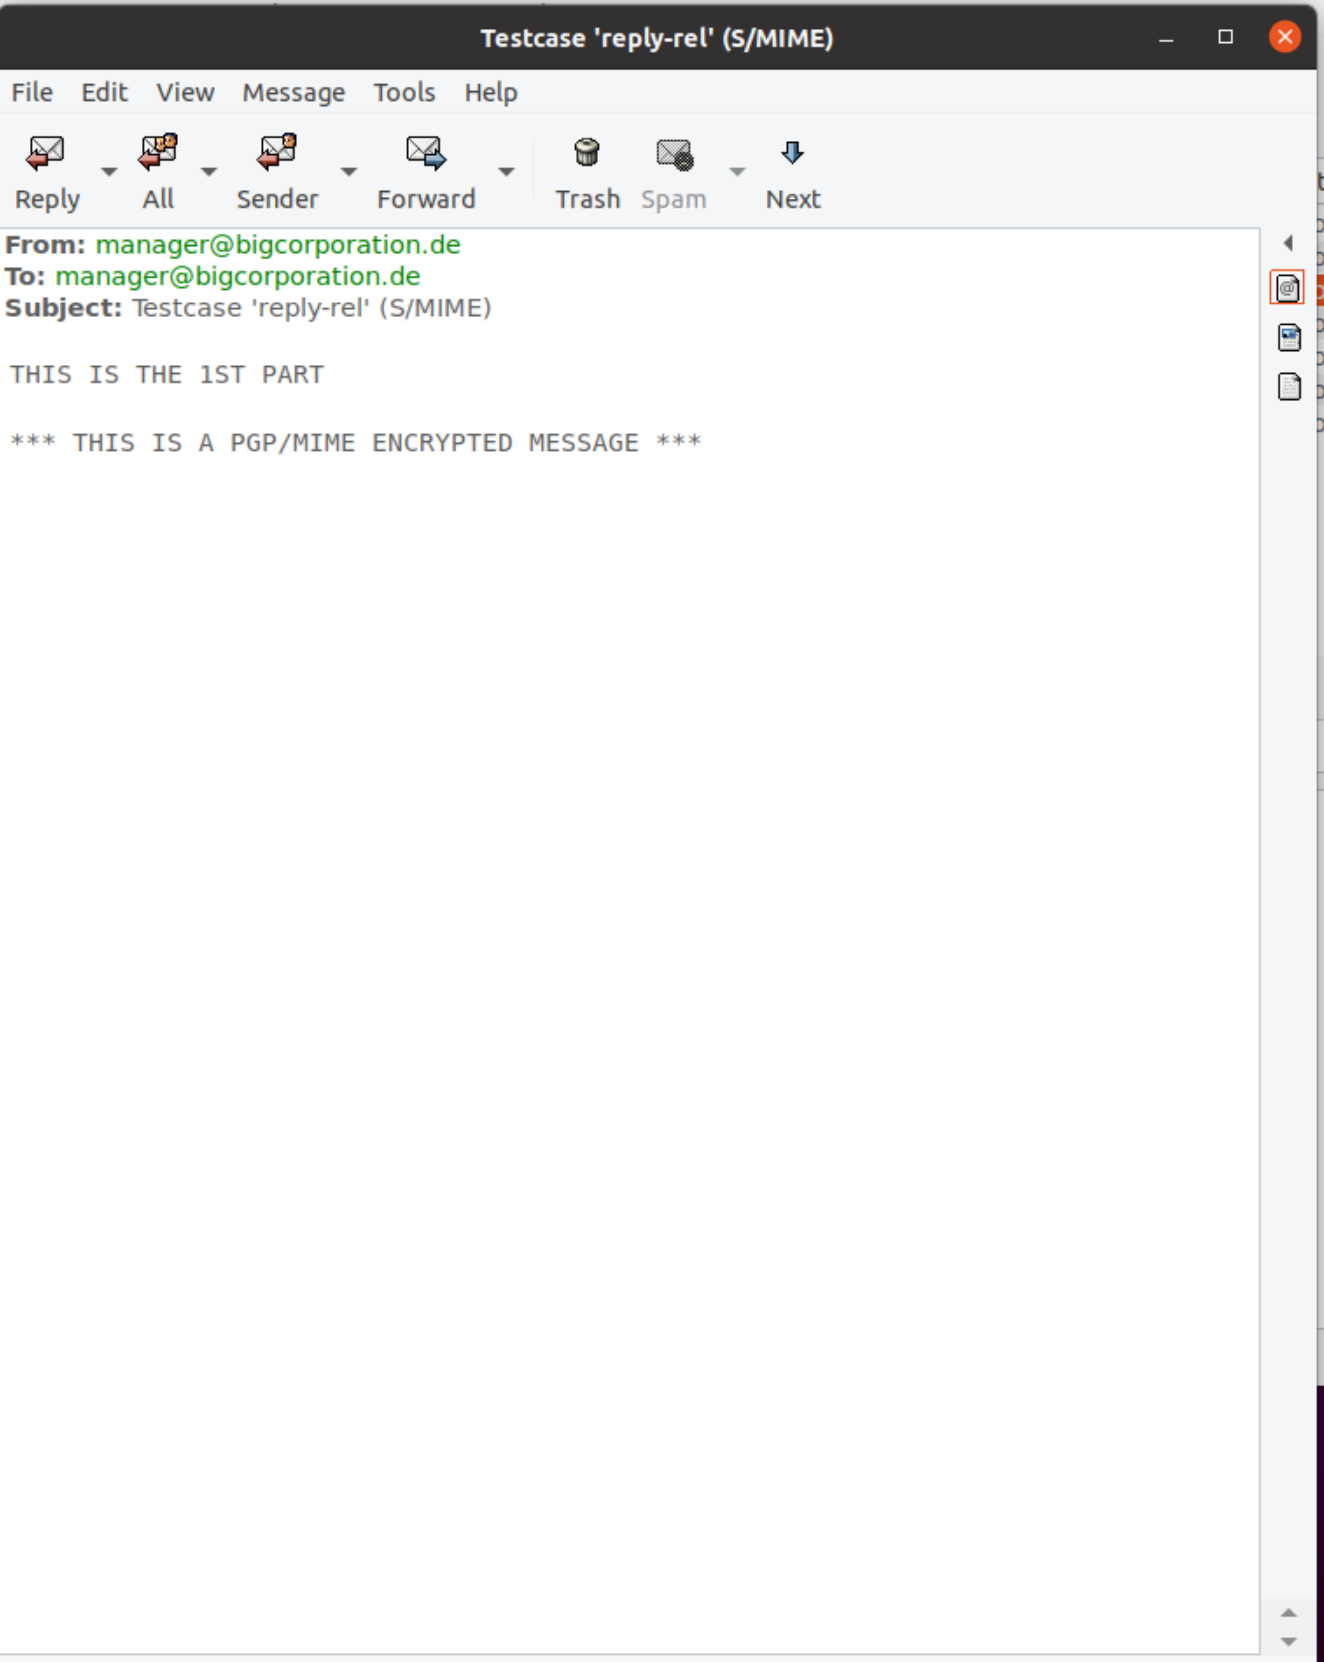 Testcase 'reply-rel' (S/MIME)
File Edit View Message Tools Help
Reply All Sender Forward Trash Spam Next
From: manager@bigcorporation.de
To: manager@bigcorporation.de
Subject: Testcase 'reply-rel' (S/MIME)
THIS IS THE 1ST PART
*** THIS IS A PGP/MIME ENCRYPTED MESSAGE ***